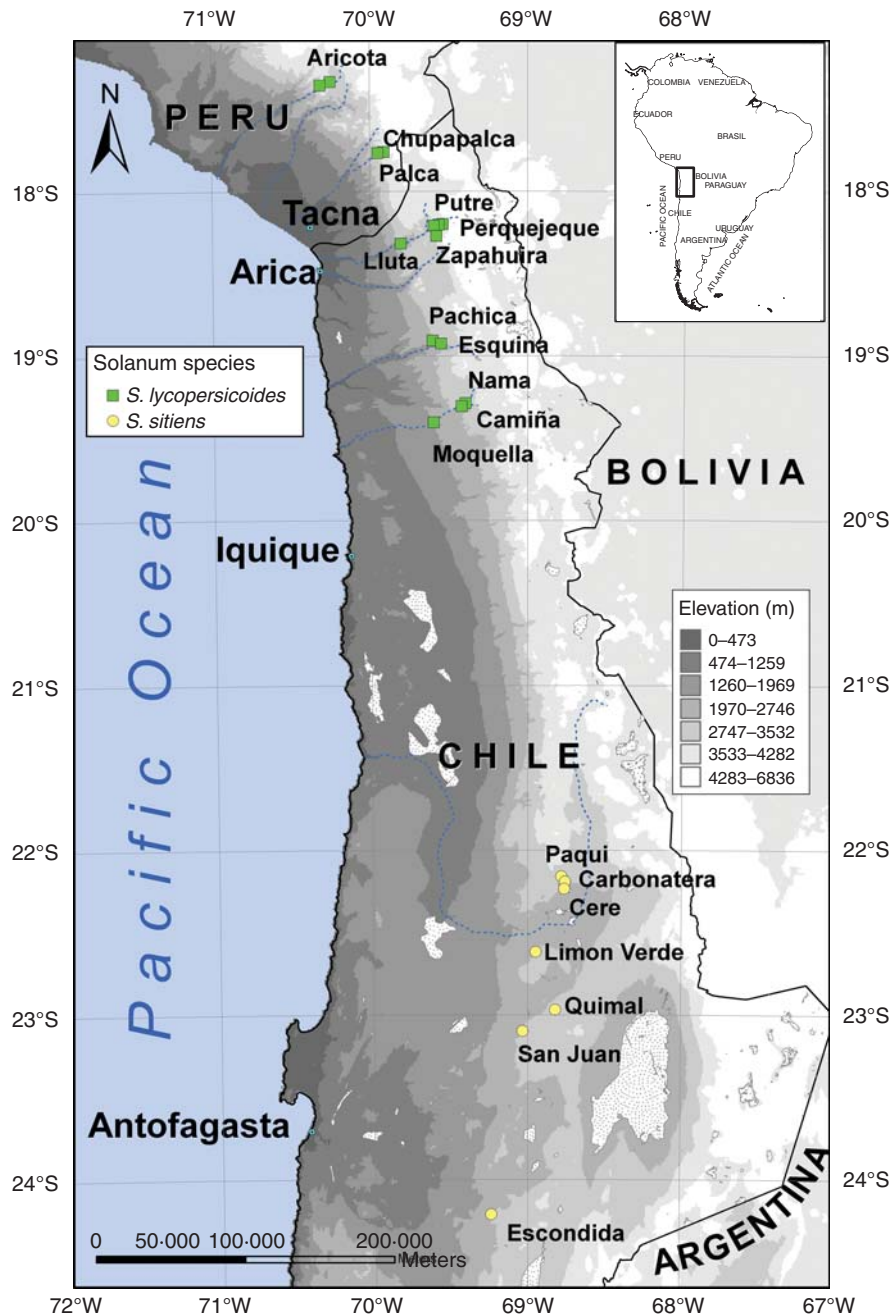 71°W 70°W 69°W 68°W
Aricota
N
PERU
Chupapalca
Palca
18°S
18°S
Tacna
Putre
Perquejeque
Arica
Lluta
Zapahuira
COLOMBIA VENEZUELA
ECUADOR
BRASIL
PERU
BOLIVIA
PARAGUAY
PACIFIC OCEAN
CHILE
URUGUAY
ARGENTINA
ATLANTIC OCEAN
Pachica
Esquina
19°S
19°S
Solanum species
S. lycopersicoides
S. sitiens
Nama
Camiña
Moquella
BOLIVIA
20°S
20°S
Iquique
Pacific Ocean
Elevation (m)
0–473
474–1259
1260–1969
1970–2746
2747–3532
3533–4282
4283–6836
21°S
21°S
CHILE
22°S
22°S
Paqui
Carbonatera
Cere
Limon Verde
Quimal
23°S
23°S
San Juan
Antofagasta
24°S
24°S
Escondida
ARGENTINA
0 50·000 100·000 200·000
Meters
72°W 71°W 70°W 69°W 68°W 67°W